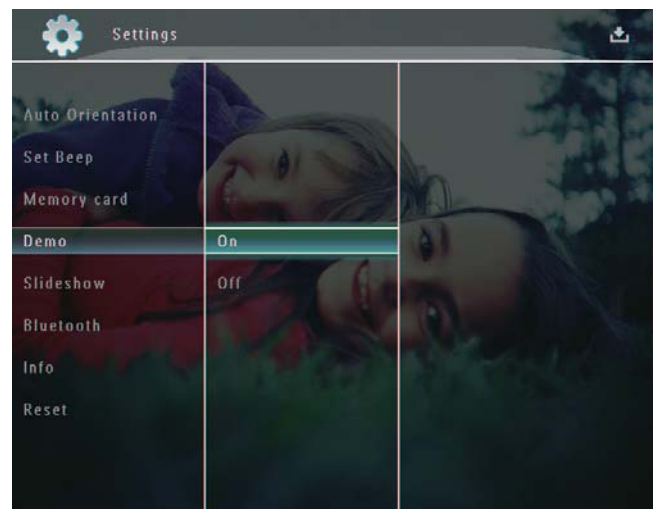 Settings
Auto Orientation
Set Beep
Memory card
Demo
On
Slideshow
Off
Bluetooth
Info
Reset